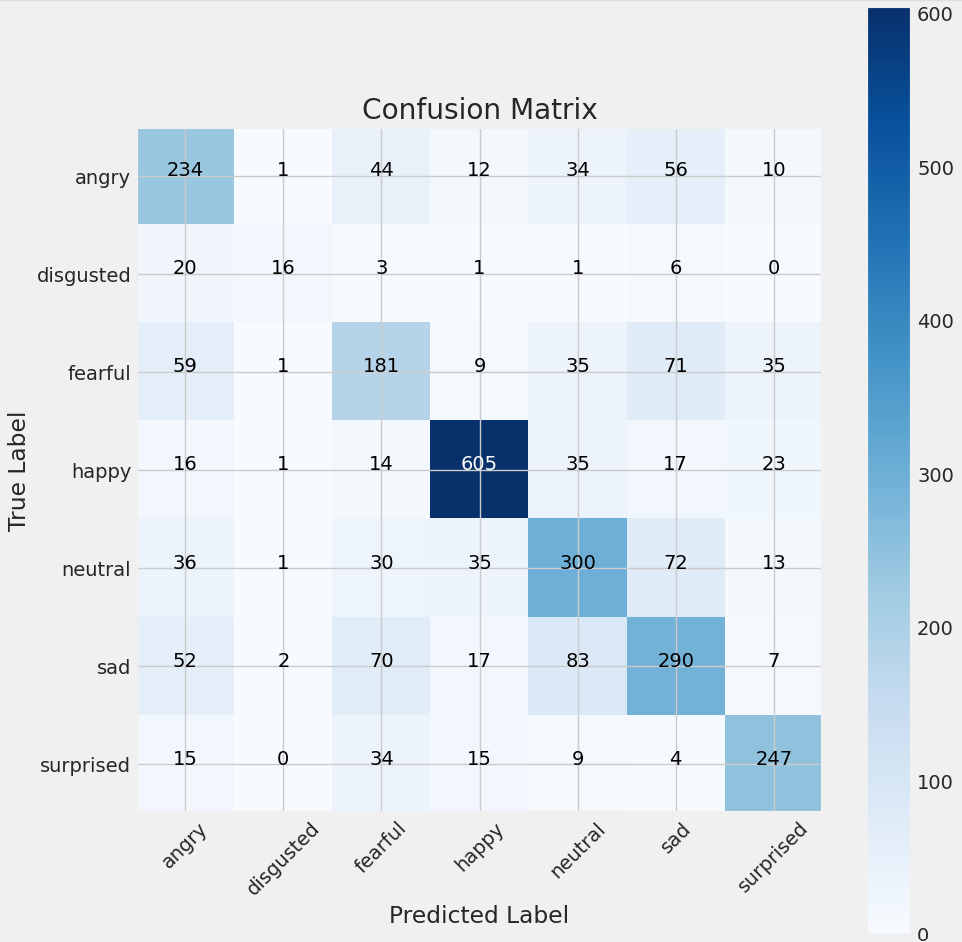 Confusion Matrix
angry 234 1 44 12 34 56 10
disgusted 20 16 3 1 1 6 0
fearful 59 1 181 9 35 71 35
happy 16 1 14 605 35 17 23
neutral 36 1 30 35 300 72 13
sad 52 2 70 17 83 290 7
surprised 15 0 34 15 9 4 247
angry disgusted fearful happy neutral sad surprised
Predicted Label
True Label
600
500
400
300
200
100
0